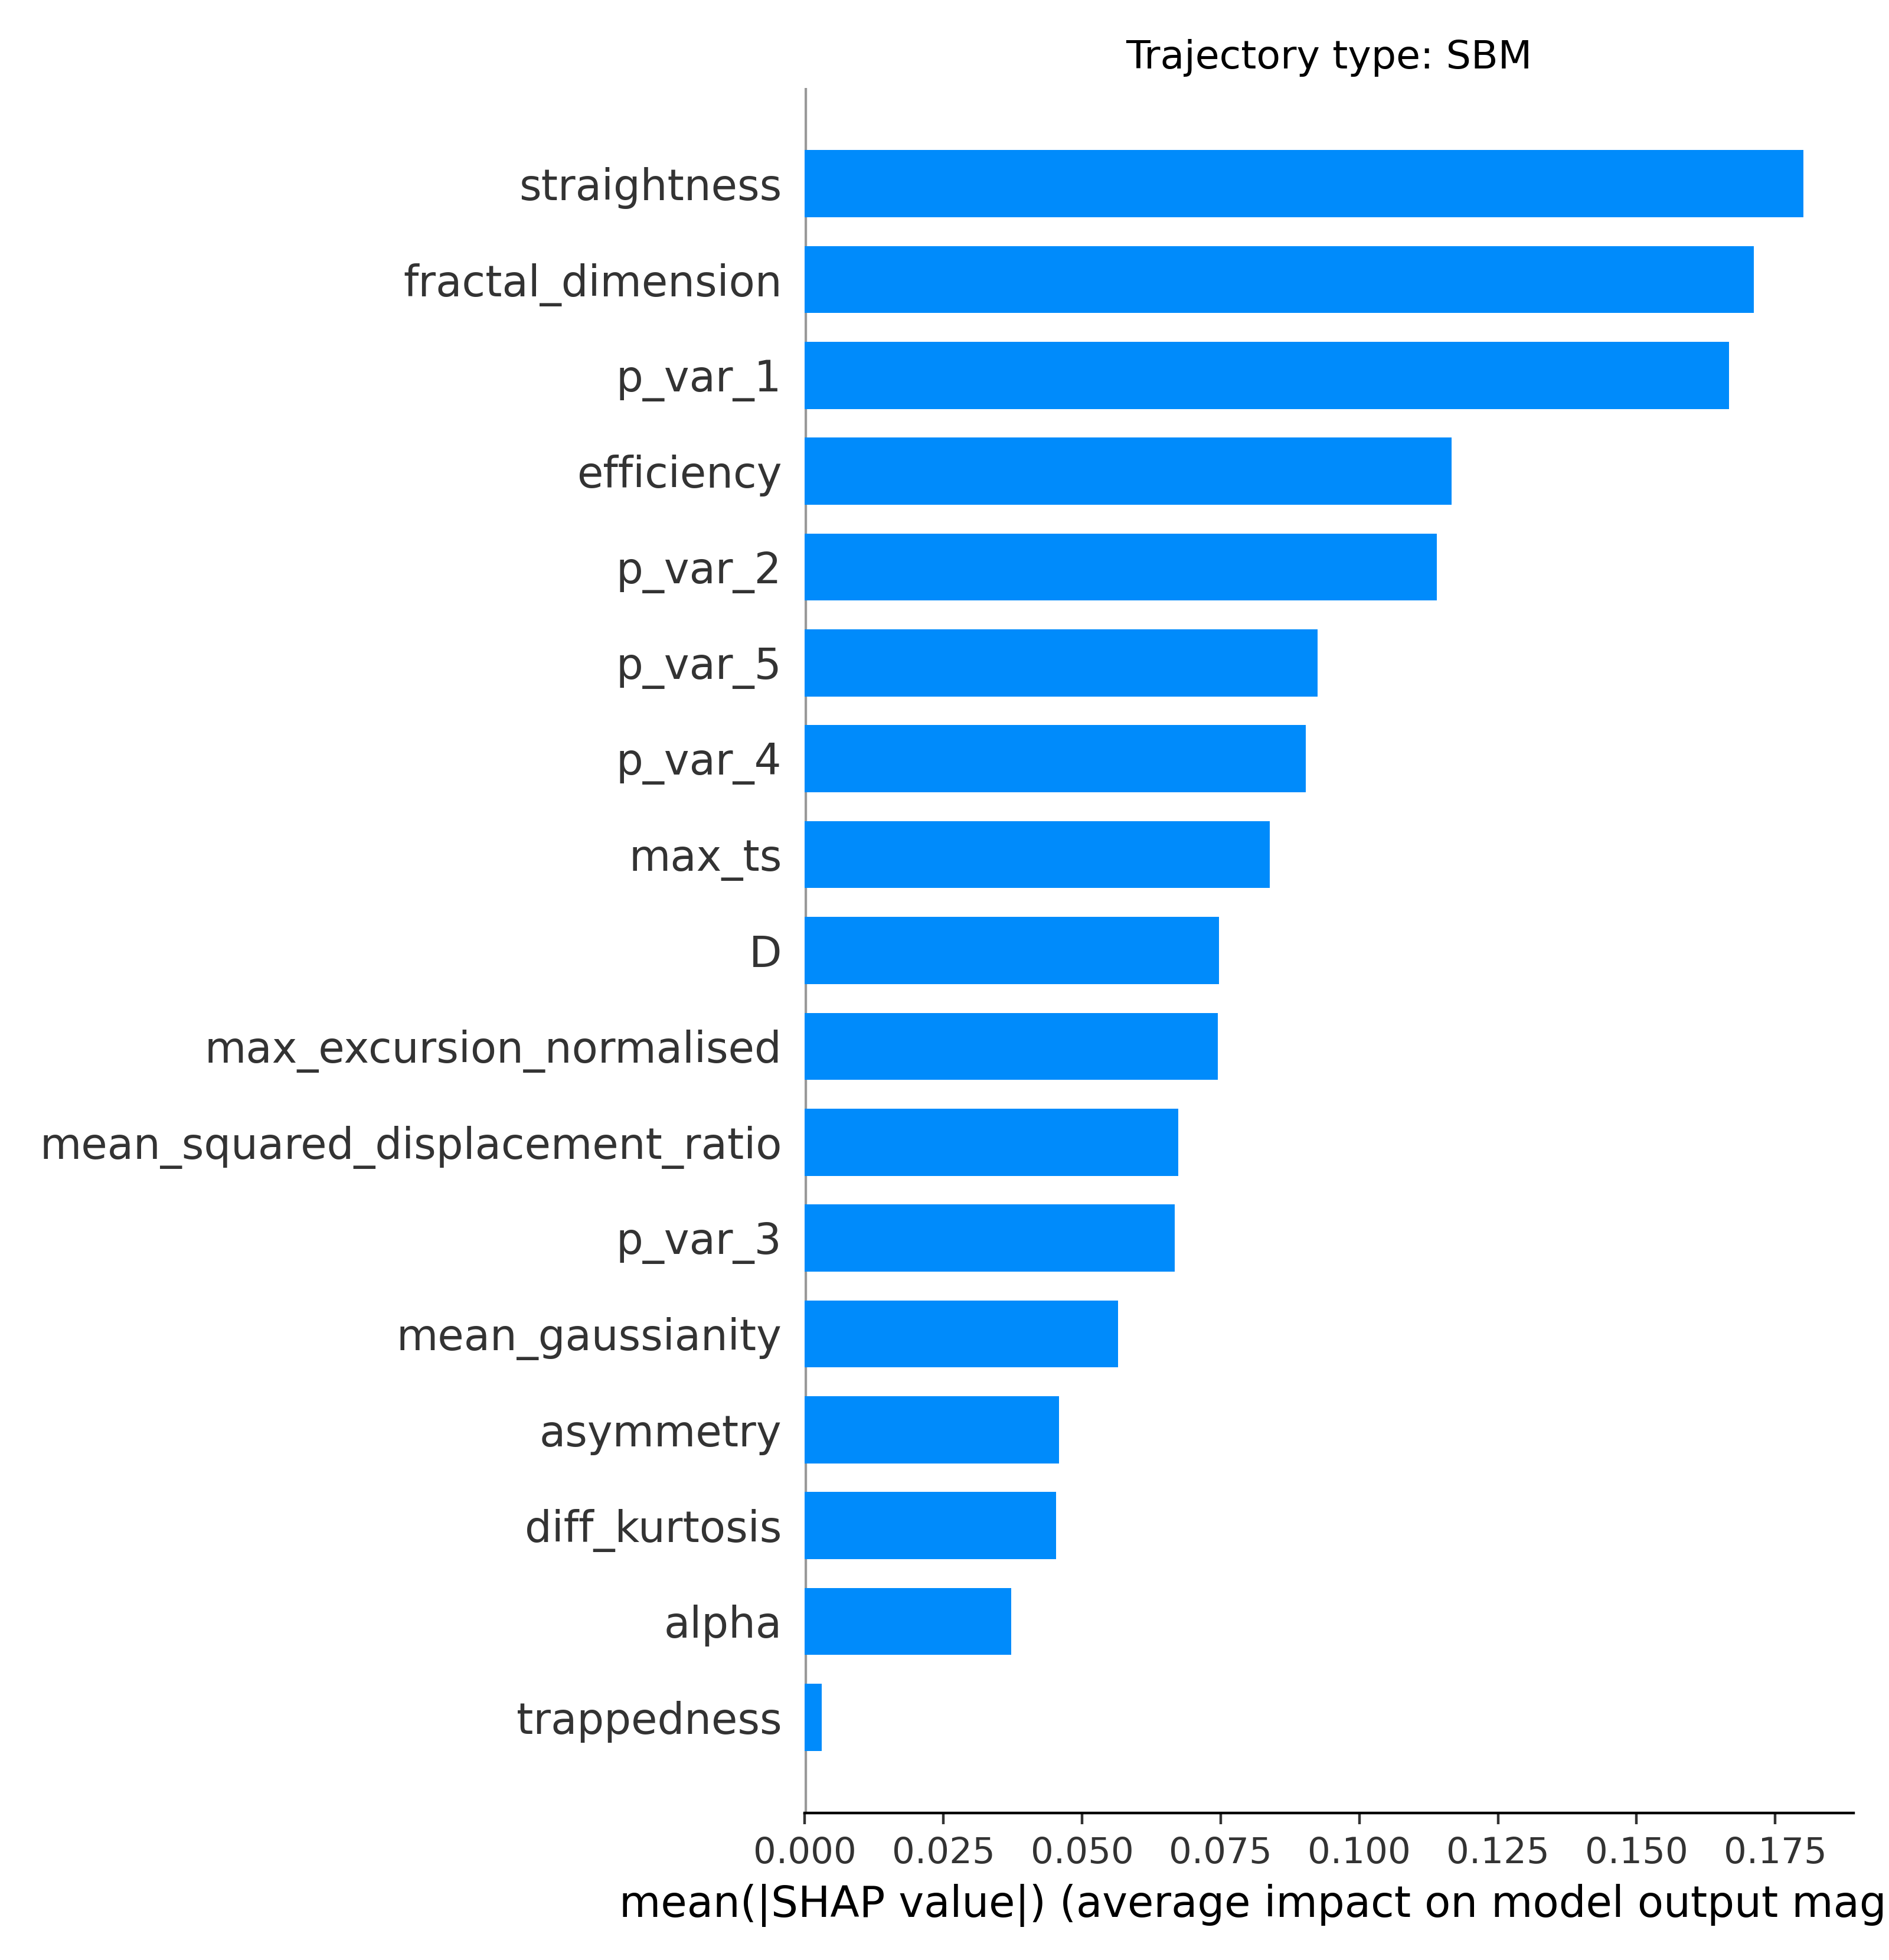 Trajectory type: SBM
straightness
fractal_dimension
p_var_1
efficiency
p_var_2
p_var_5
p_var_4
max_ts
D
max_excursion_normalised
mean_squared_displacement_ratio
p_var_3
mean_gaussianity
asymmetry
diff_kurtosis
alpha
trappedness
0.000 0.025 0.050 0.075 0.100 0.125 0.150 0.175
mean(|SHAP value|) (average impact on model output mag